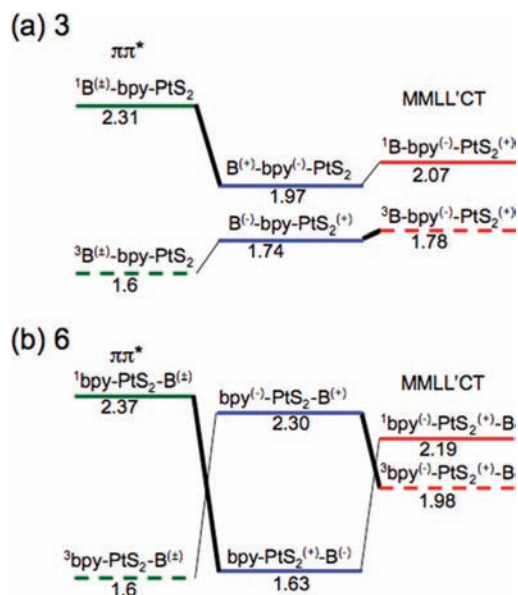 (a) 3
ππ*
¹B⁽±⁾-bpy-PtS₂
2.31
MMLL'CT
B⁽⁺⁾-bpy⁽⁻⁾-PtS₂
1.97
¹B-bpy⁽⁻⁾-PtS₂⁽⁺⁾
2.07
B⁽⁻⁾-bpy-PtS₂⁽⁺⁾
1.74
³B-bpy⁽⁻⁾-PtS₂⁽⁺⁾
1.78
³B⁽±⁾-bpy-PtS₂
1.6
(b) 6
ππ*
¹bpy-PtS₂-B⁽±⁾
2.37
bpy⁽⁻⁾-PtS₂-B⁽⁺⁾
2.30
MMLL'CT
¹bpy⁽⁻⁾-PtS₂⁽⁺⁾-B
2.19
³bpy⁽⁻⁾-PtS₂⁽⁺⁾-B
1.98
³bpy-PtS₂-B⁽±⁾
1.6
bpy-PtS₂⁽⁺⁾-B⁽⁻⁾
1.63